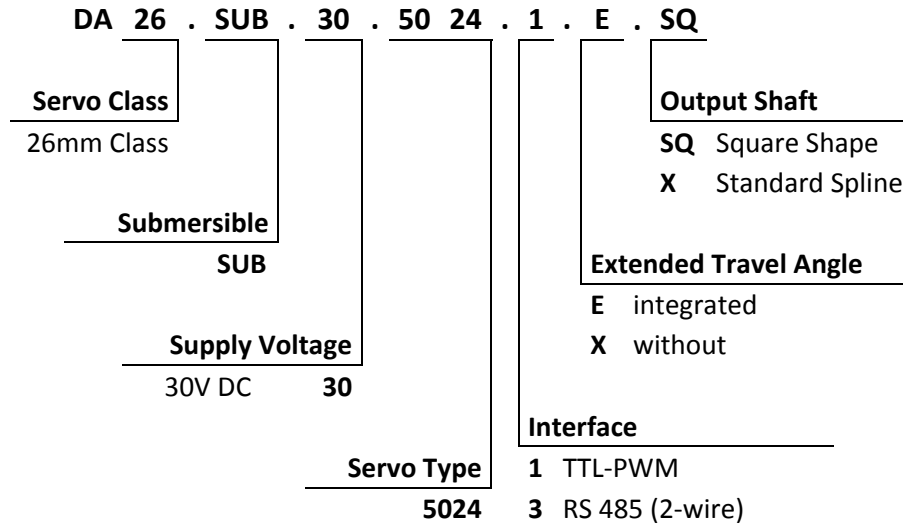 DA 26 . SUB . 30 . 50 24 . 1 . E . SQ
Servo Class
26mm Class
Output Shaft
SQ Square Shape
X Standard Spline
Submersible
SUB
Extended Travel Angle
E integrated
X without
Supply Voltage
30V DC 30
Interface
1 TTL-PWM
3 RS 485 (2-wire)
Servo Type
5024